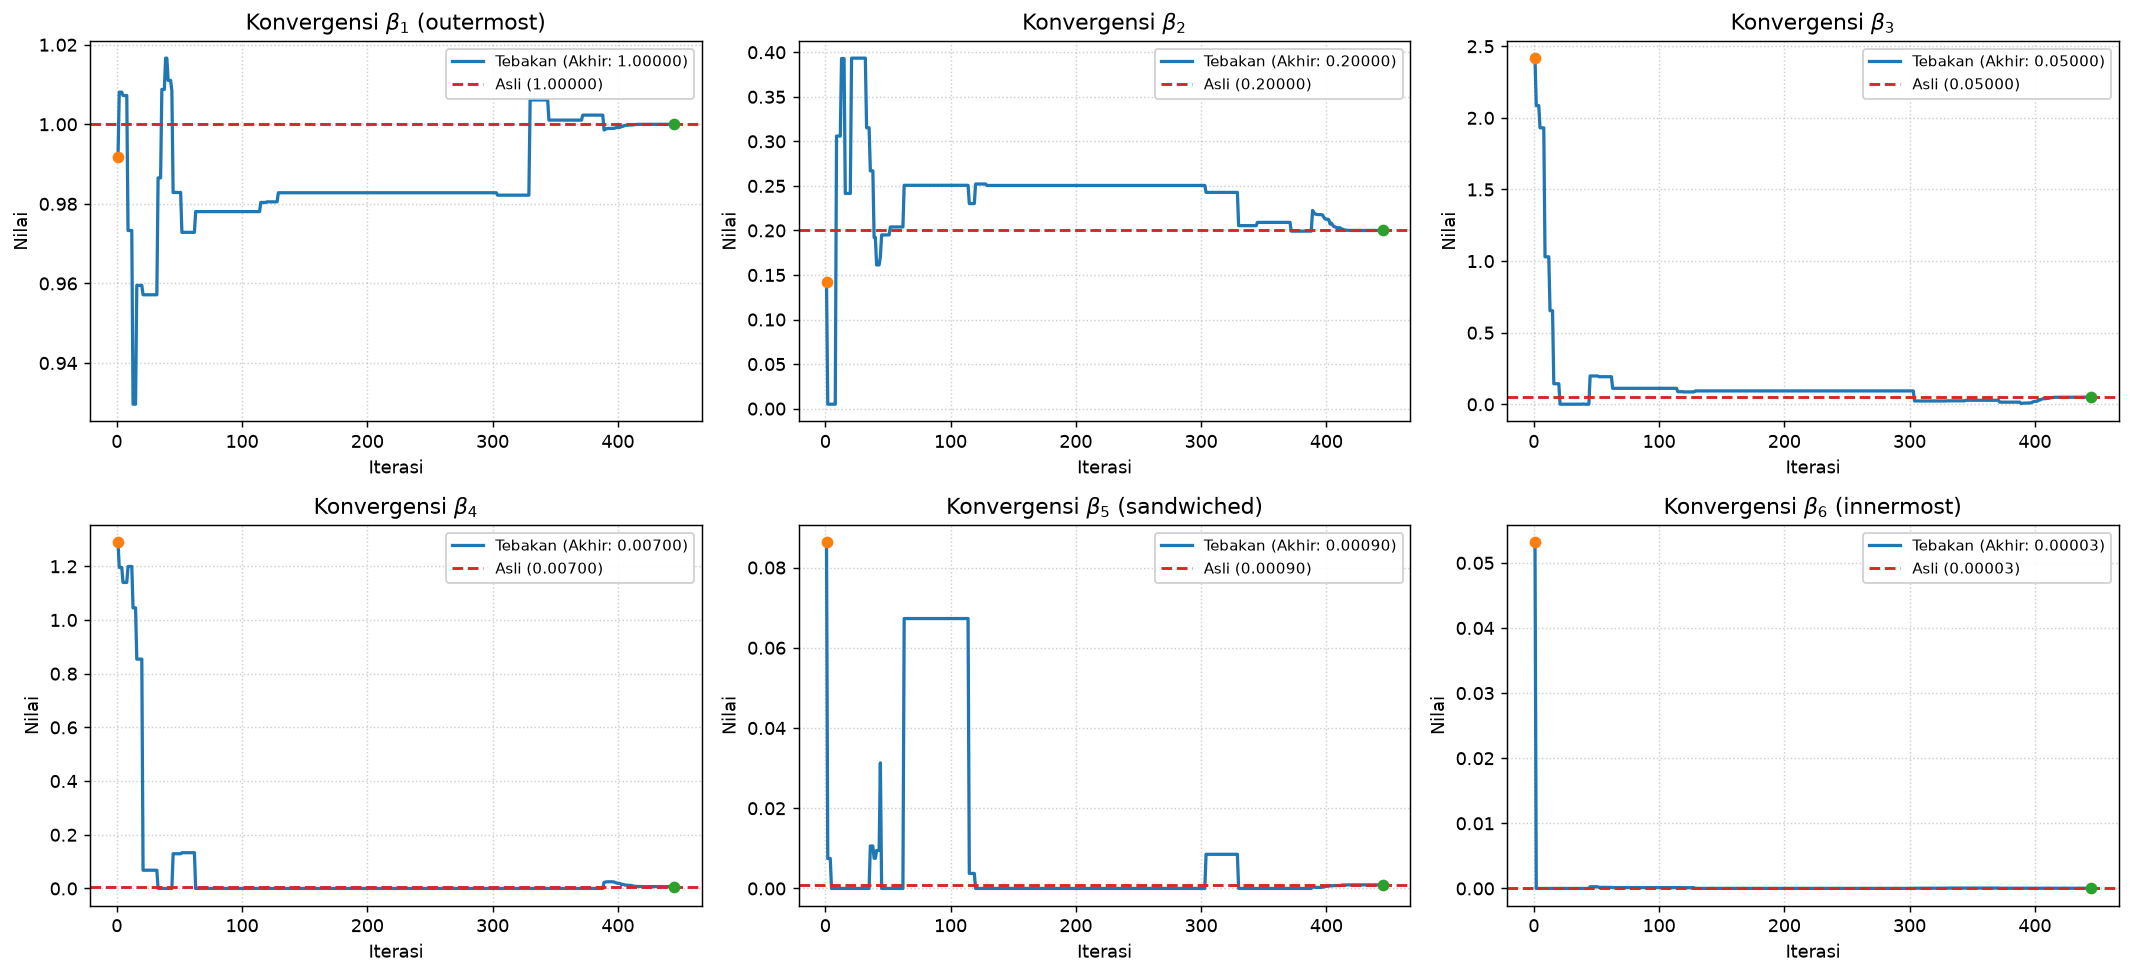 Konvergensi β₁ (outermost)
Nilai
1.02
1.00
0.98
0.96
0.94
Tebakan (Akhir: 1.00000)
Asli (1.00000)
0 100 200 300 400
Iterasi
Konvergensi β₂
Nilai
0.40
0.35
0.30
0.25
0.20
0.15
0.10
0.05
0.00
Tebakan (Akhir: 0.20000)
Asli (0.20000)
0 100 200 300 400
Iterasi
Konvergensi β₃
Nilai
2.5
2.0
1.5
1.0
0.5
0.0
Tebakan (Akhir: 0.05000)
Asli (0.05000)
0 100 200 300 400
Iterasi
Konvergensi β₄
Nilai
1.2
1.0
0.8
0.6
0.4
0.2
0.0
Tebakan (Akhir: 0.00700)
Asli (0.00700)
0 100 200 300 400
Iterasi
Konvergensi β₅ (sandwiched)
Nilai
0.08
0.06
0.04
0.02
0.00
Tebakan (Akhir: 0.00090)
Asli (0.00090)
0 100 200 300 400
Iterasi
Konvergensi β₆ (innermost)
Nilai
0.05
0.04
0.03
0.02
0.01
0.00
Tebakan (Akhir: 0.00003)
Asli (0.00003)
0 100 200 300 400
Iterasi